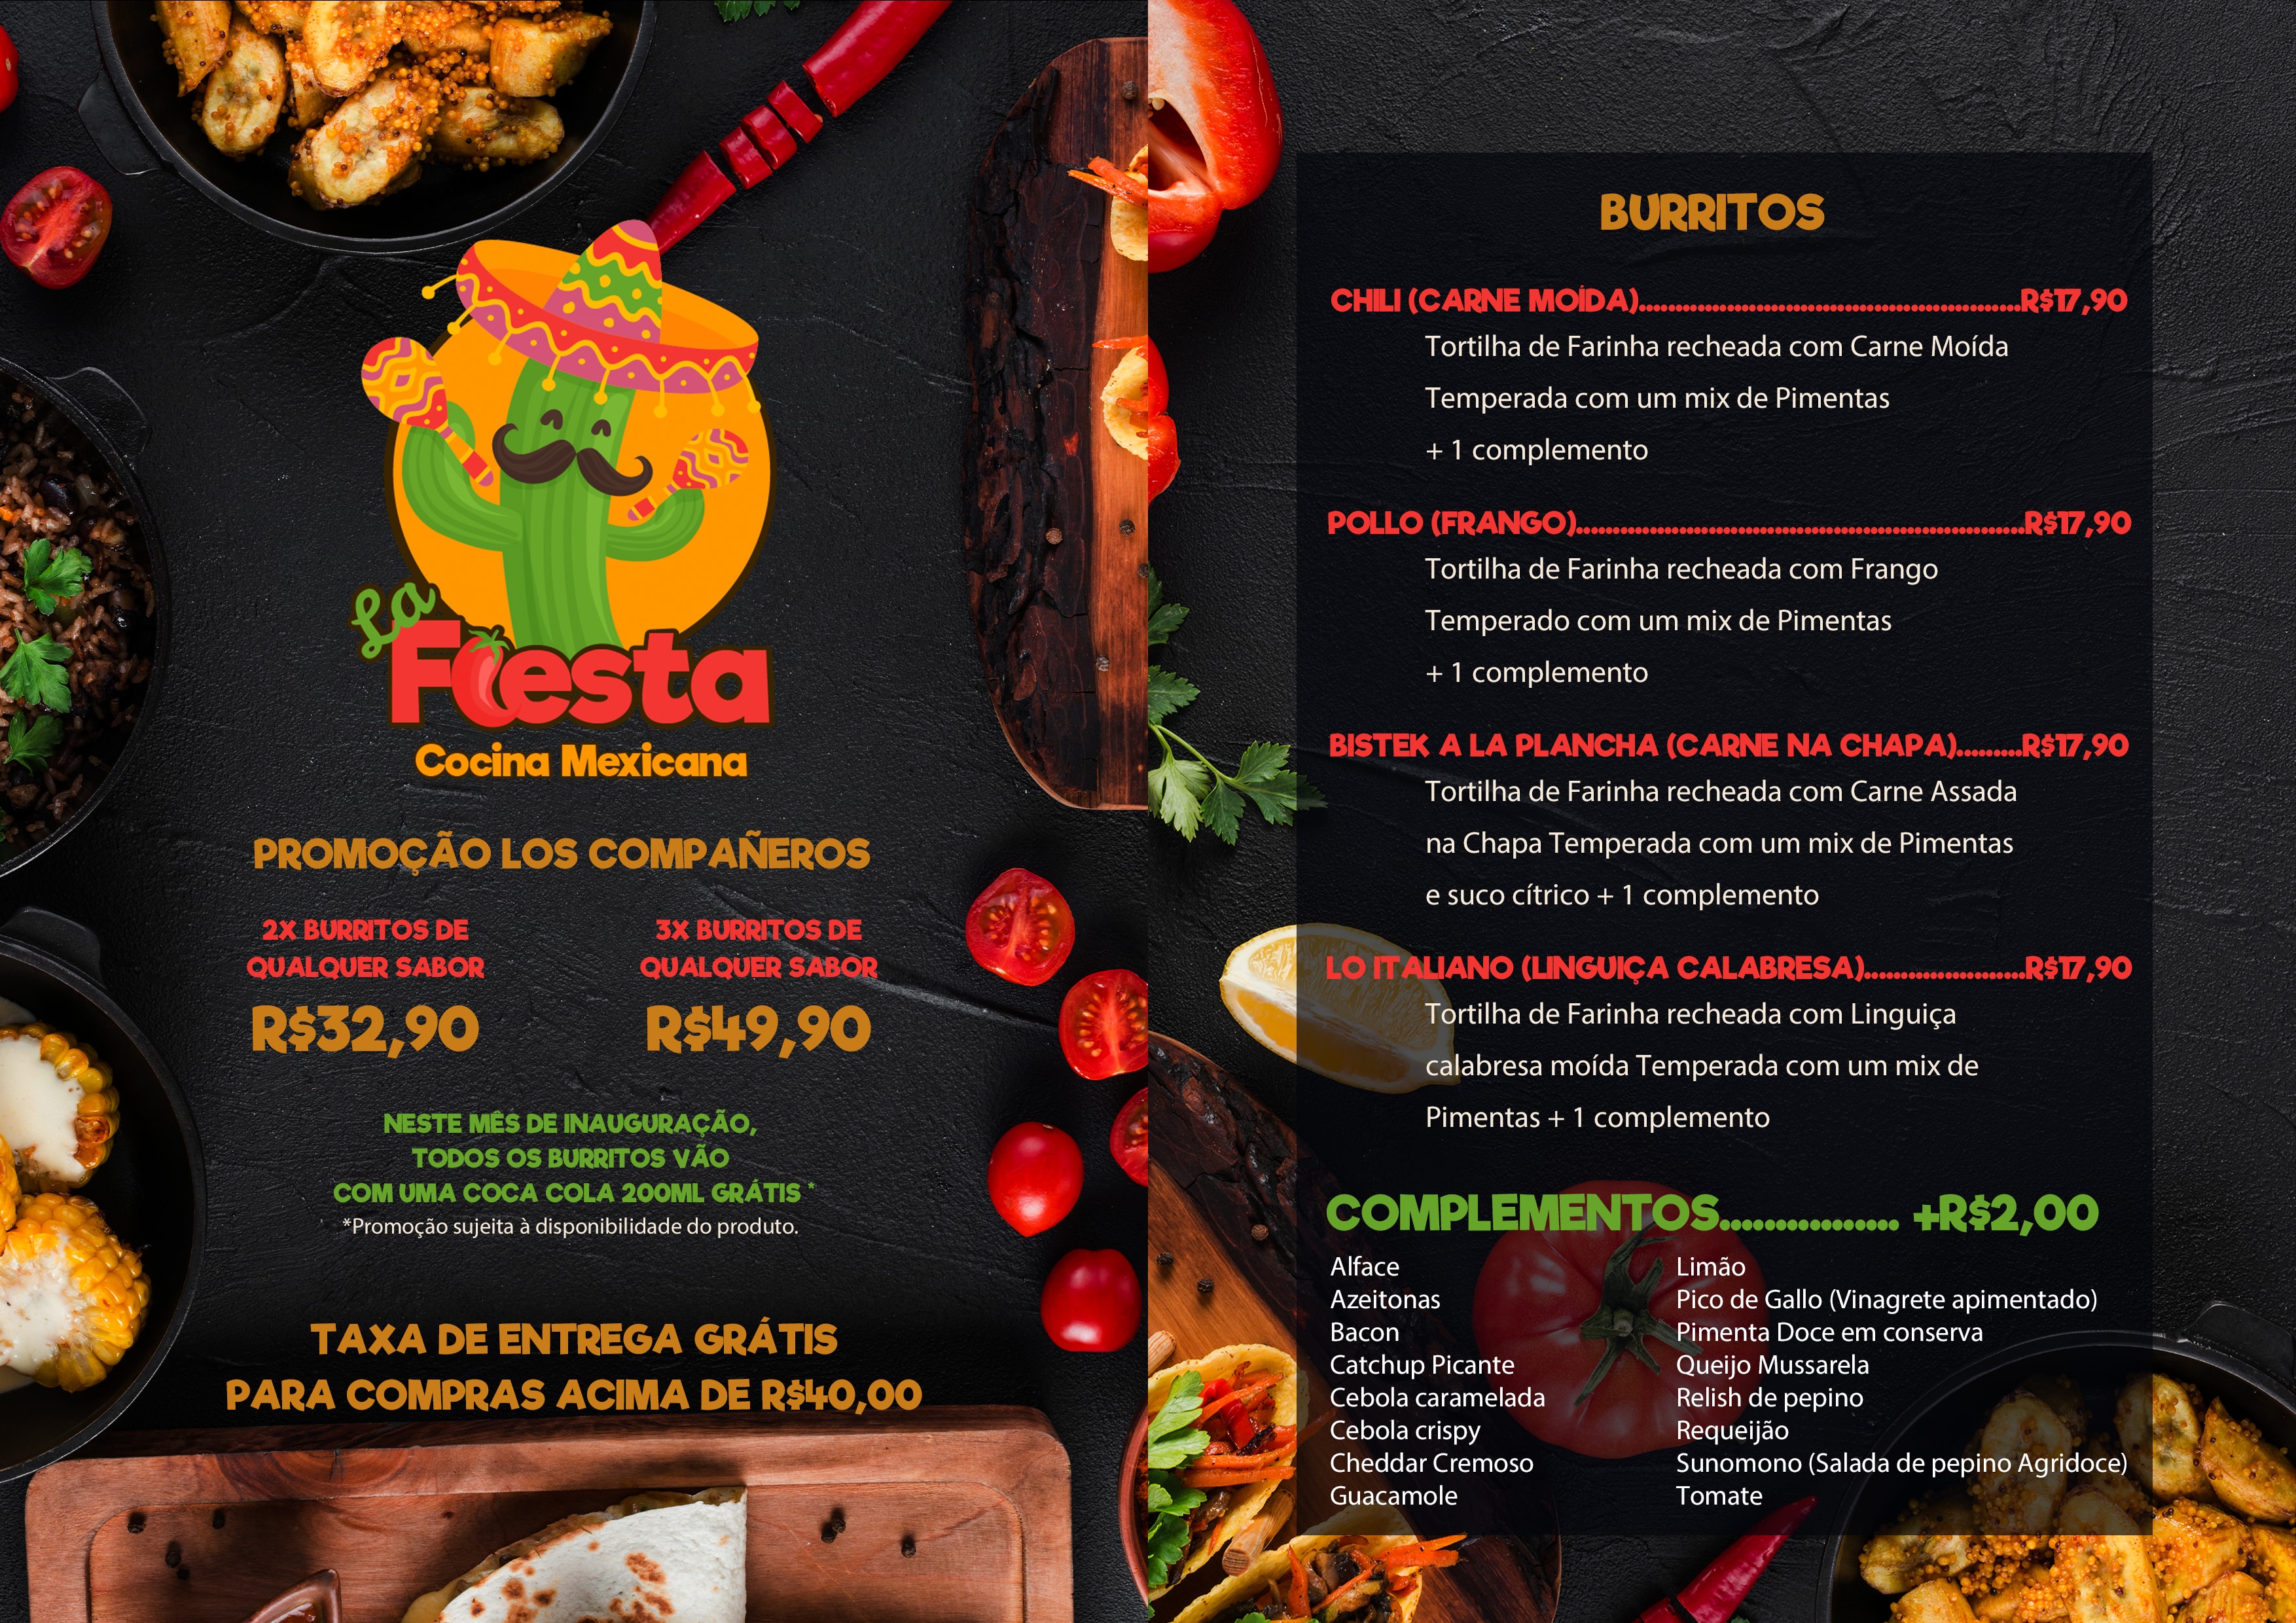 La
Fiesta
Cocina Mexicana
PROMOÇÃO LOS COMPAÑEROS
2X BURRITOS DE
QUALQUER SABOR
R$32,90
3X BURRITOS DE
QUALQUER SABOR
R$49,90
NESTE MÊS DE INAUGURAÇÃO,
TODOS OS BURRITOS VÃO
COM UMA COCA COLA 200ML GRÁTIS *
*Promoção sujeita à disponibilidade do produto.
TAXA DE ENTREGA GRÁTIS
PARA COMPRAS ACIMA DE R$40,00
BURRITOS
CHILI (CARNE MOÍDA)....................................................R$17,90
Tortilha de Farinha recheada com Carne Moída
Temperada com um mix de Pimentas
+ 1 complemento
POLLO (FRANGO).............................................................R$17,90
Tortilha de Farinha recheada com Frango
Temperado com um mix de Pimentas
+ 1 complemento
BISTEK A LA PLANCHA (CARNE NA CHAPA).........R$17,90
Tortilha de Farinha recheada com Carne Assada
na Chapa Temperada com um mix de Pimentas
e suco cítrico + 1 complemento
LO ITALIANO (LINGUIÇA CALABRESA)......................R$17,90
Tortilha de Farinha recheada com Linguiça
calabresa moída Temperada com um mix de
Pimentas + 1 complemento
COMPLEMENTOS................ +R$2,00
Alface
Azeitonas
Bacon
Catchup Picante
Cebola caramelada
Cebola crispy
Cheddar Cremoso
Guacamole
Limão
Pico de Gallo (Vinagrete apimentado)
Pimenta Doce em conserva
Queijo Mussarela
Relish de pepino
Requeijão
Sunomono (Salada de pepino Agridoce)
Tomate